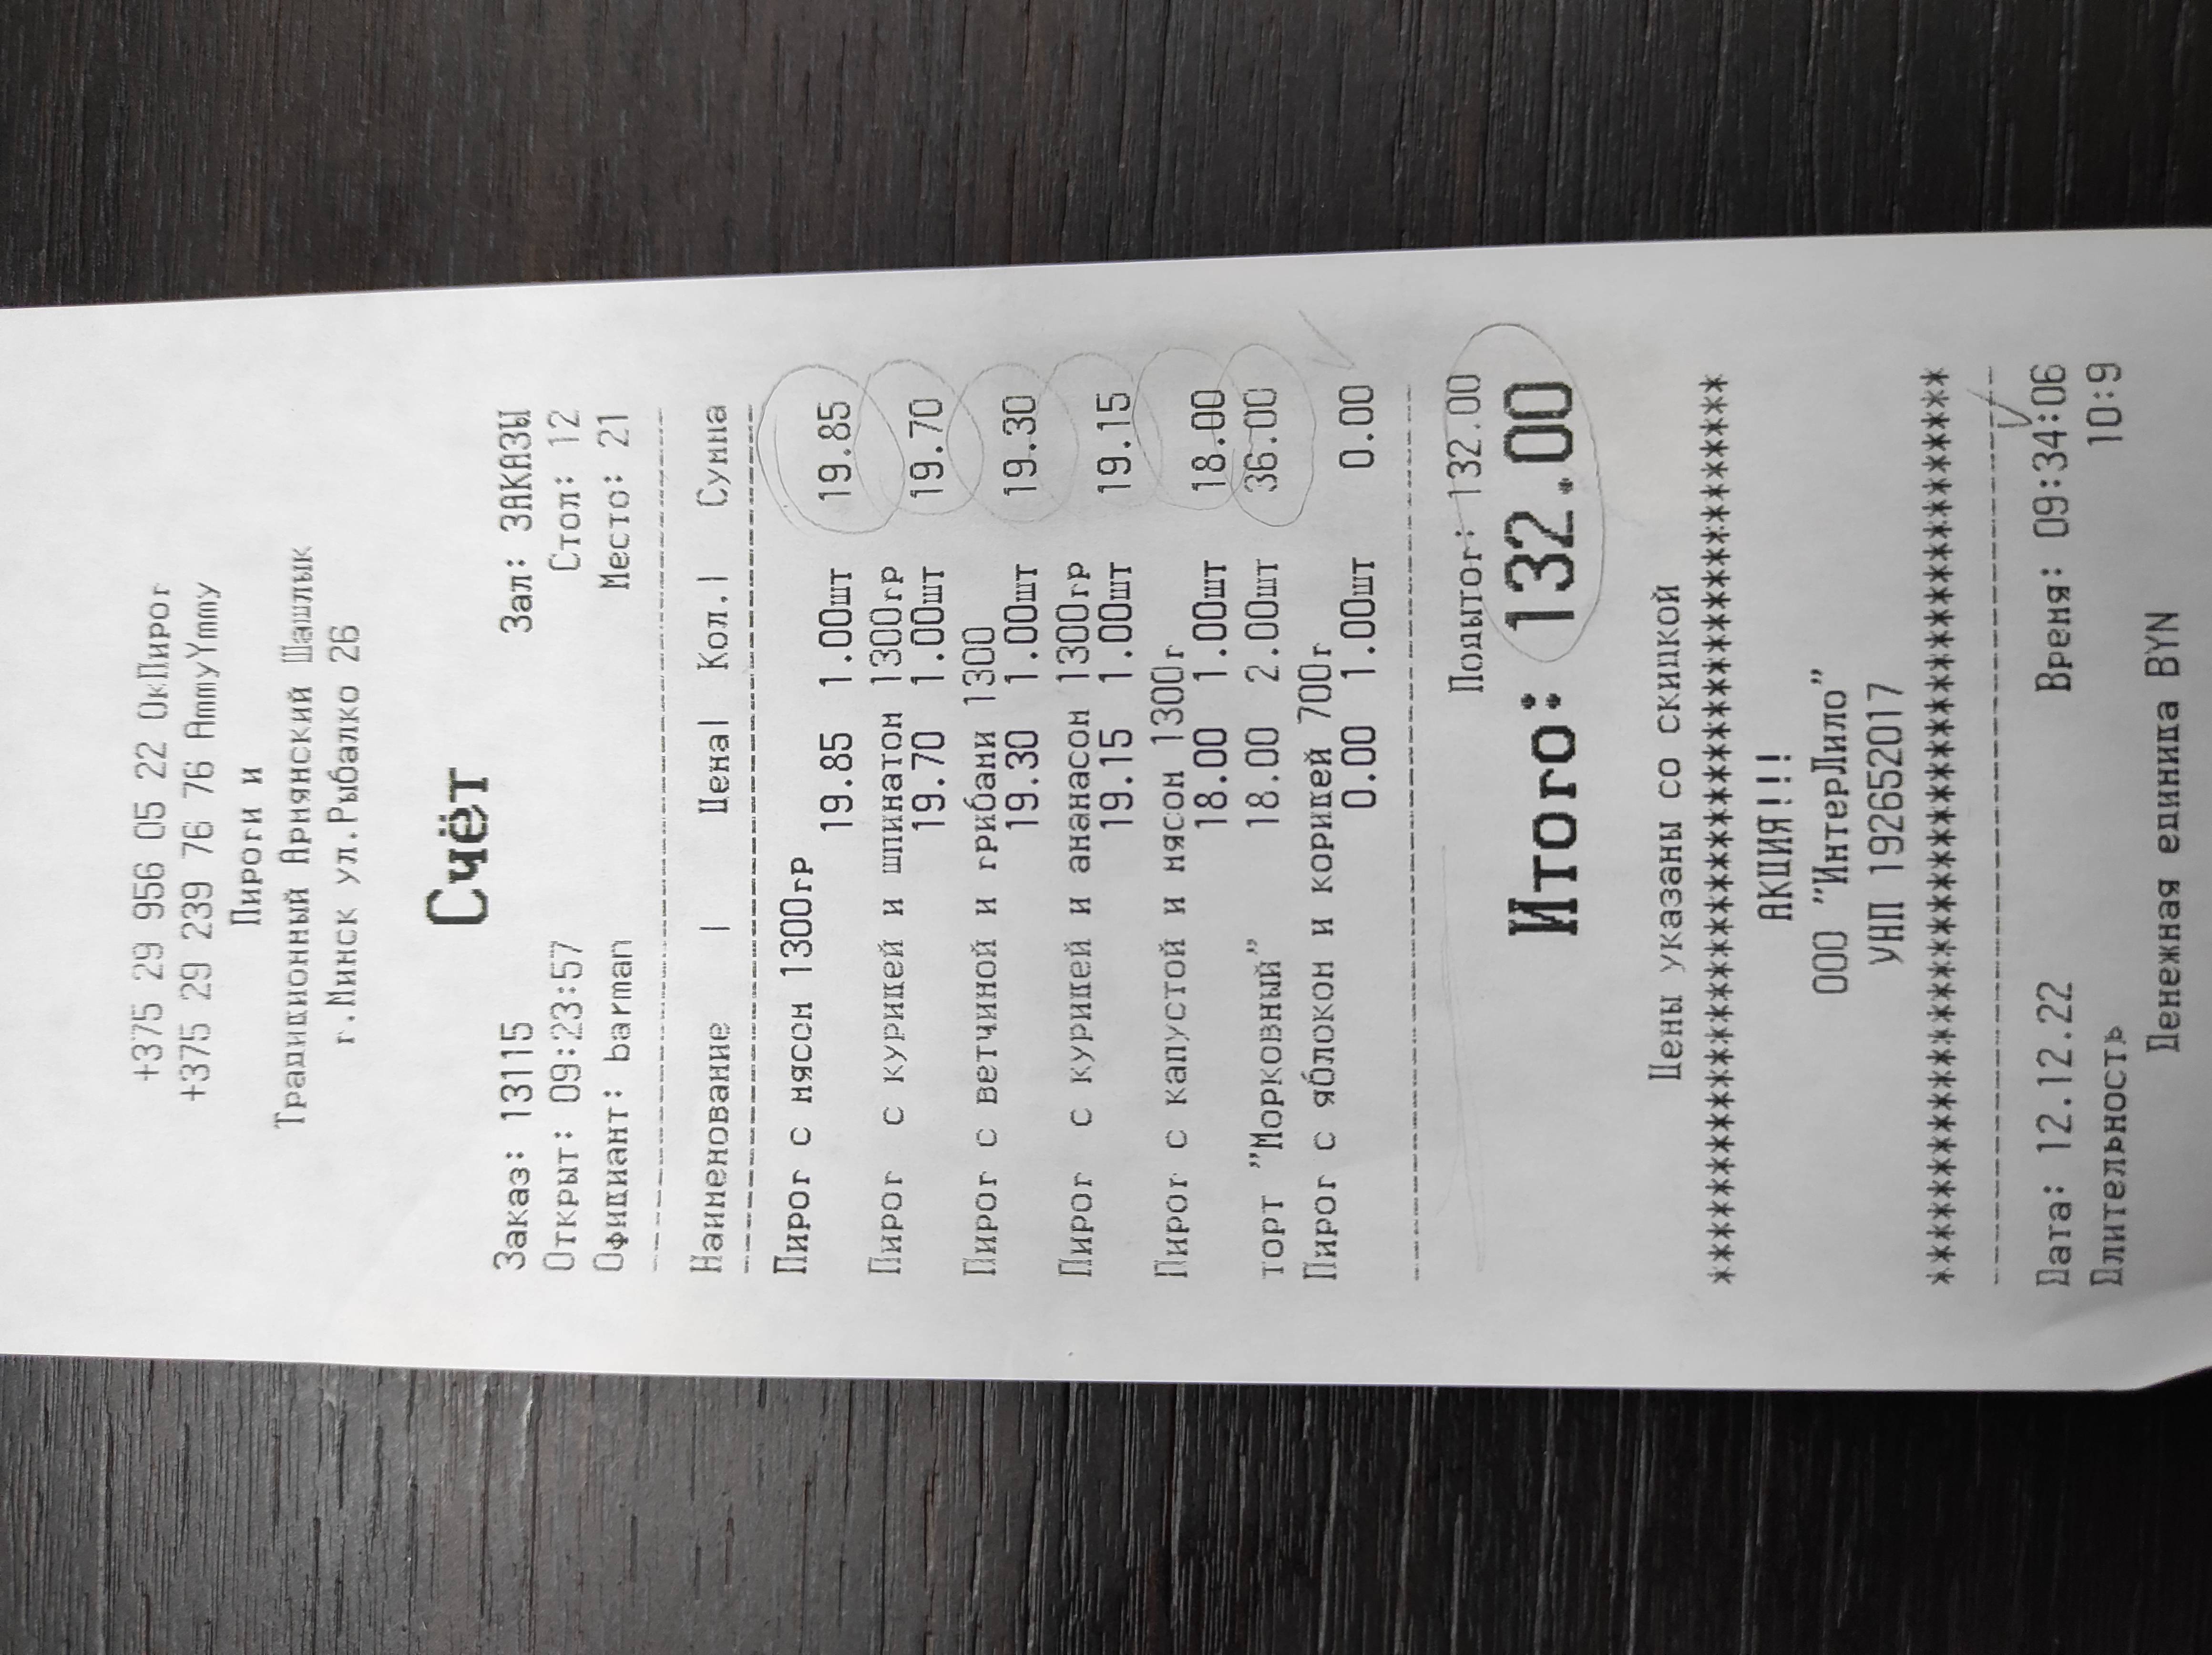 +375 29 956 05 22 ОкПирог
+375 29 239 76 76 AmmyYmmy
Пироги и
Традиционный Армянский Шашлык
г.Минск ул.Рыбалко 26
Счёт
Заказ: 13115 Зал: ЗАКАЗЫ
Открыт: 09:23:57 Стол: 12
Официант: barman Место: 21
Наименование | Цена| Кол.| Сумма
Пирог с мясом 1300гр
19.85 1.00шт 19.85
Пирог с курицей и шпинатом 1300гр
19.70 1.00шт 19.70
Пирог с ветчиной и грибами 1300
19.30 1.00шт 19.30
Пирог с курицей и ананасом 1300гр
19.15 1.00шт 19.15
Пирог с капустой и мясом 1300г
18.00 1.00шт 18.00
торт "Морковный" 18.00 2.00шт 36.00
Пирог с яблоком и корицей 700г
0.00 1.00шт 0.00
Подытог: 132.00
Итого: 132.00
Цены указаны со скипкой
****************************************
АКЦИЯ!!!
ООО "ИнтерЛило"
УНП 192652017
****************************************
Дата: 12.12.22 Время: 09:34:06
Длительность 10:9
Денежная единица BYN